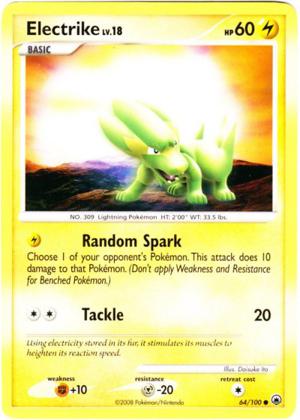 Electrike LV.18 HP 60
BASIC
NO. 309 Lightning Pokémon HT: 2'00" WT: 33.5 lbs.
Random Spark
Choose 1 of your opponent's Pokémon. This attack does 10
damage to that Pokémon. (Don't apply Weakness and Resistance
for Benched Pokémon.)
Tackle 20
Using electricity stored in its fur, it stimulates its muscles to
heighten its reaction speed.
Illus. Daisuke Ito
weakness resistance retreat cost
+10 -20
©2008 Pokémon/Nintendo 64/100